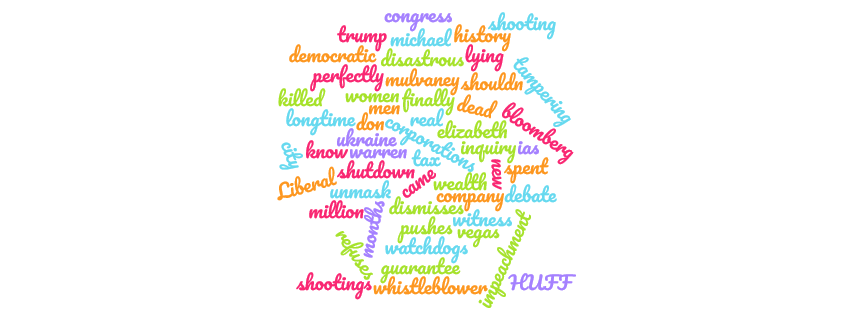 congress
shooting
trump
michael
history
democratic
disastrous
lying
perfectly
mulvaney
shouldn
tampering
killed
women
finally
men
dead
bloomberg
longtime
don
corporations
real
elizabeth
ukraine
city
know
warren
tax
inquiry
ias
shutdown
came
new
spent
Liberal
unmask
wealth
company
debate
million
months
dismisses
witness
pushes
vegas
refuses
watchdogs
impeachment
guarantee
shootings
whistleblower
HUFF